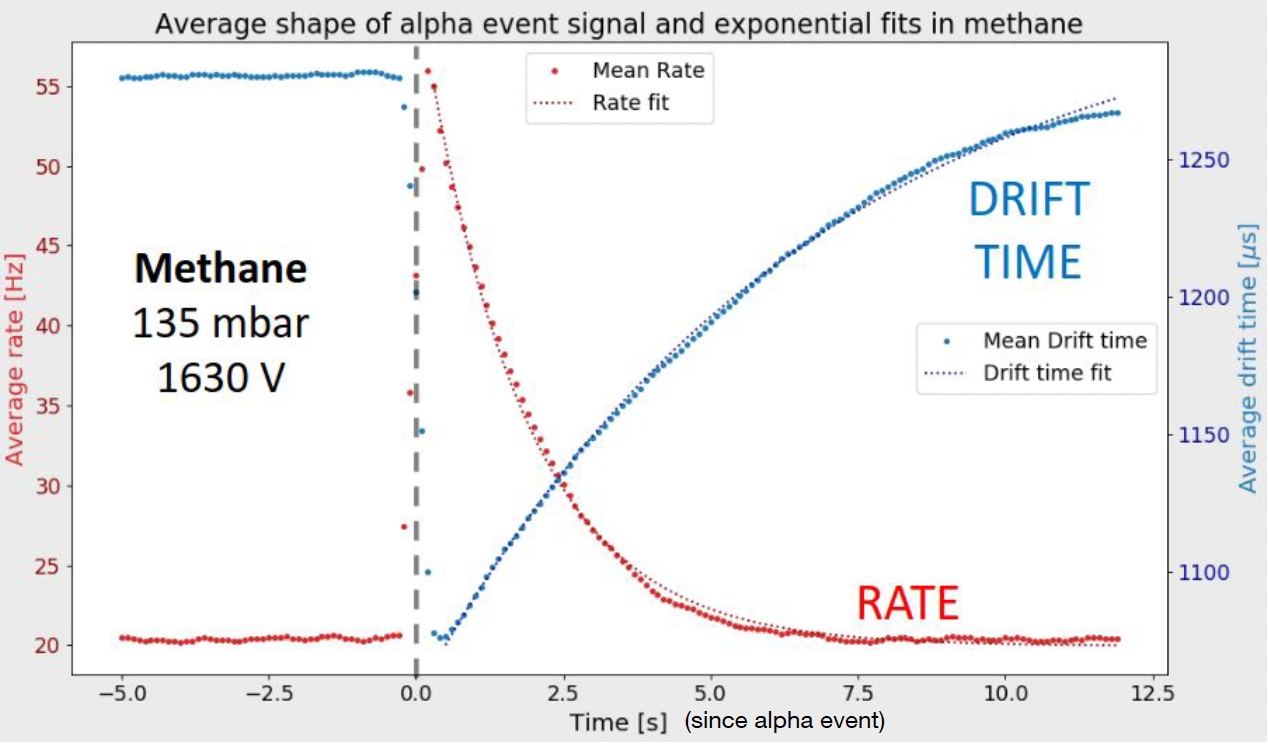 Average shape of alpha event signal and exponential fits in methane
Mean Rate
Rate fit
Methane
135 mbar
1630 V
DRIFT
TIME
Mean Drift time
Drift time fit
RATE
Average rate [Hz]
55
50
45
40
35
30
25
20
Average drift time [µs]
1250
1200
1150
1100
−5.0 −2.5 0.0 2.5 5.0 7.5 10.0 12.5
Time [s] (since alpha event)